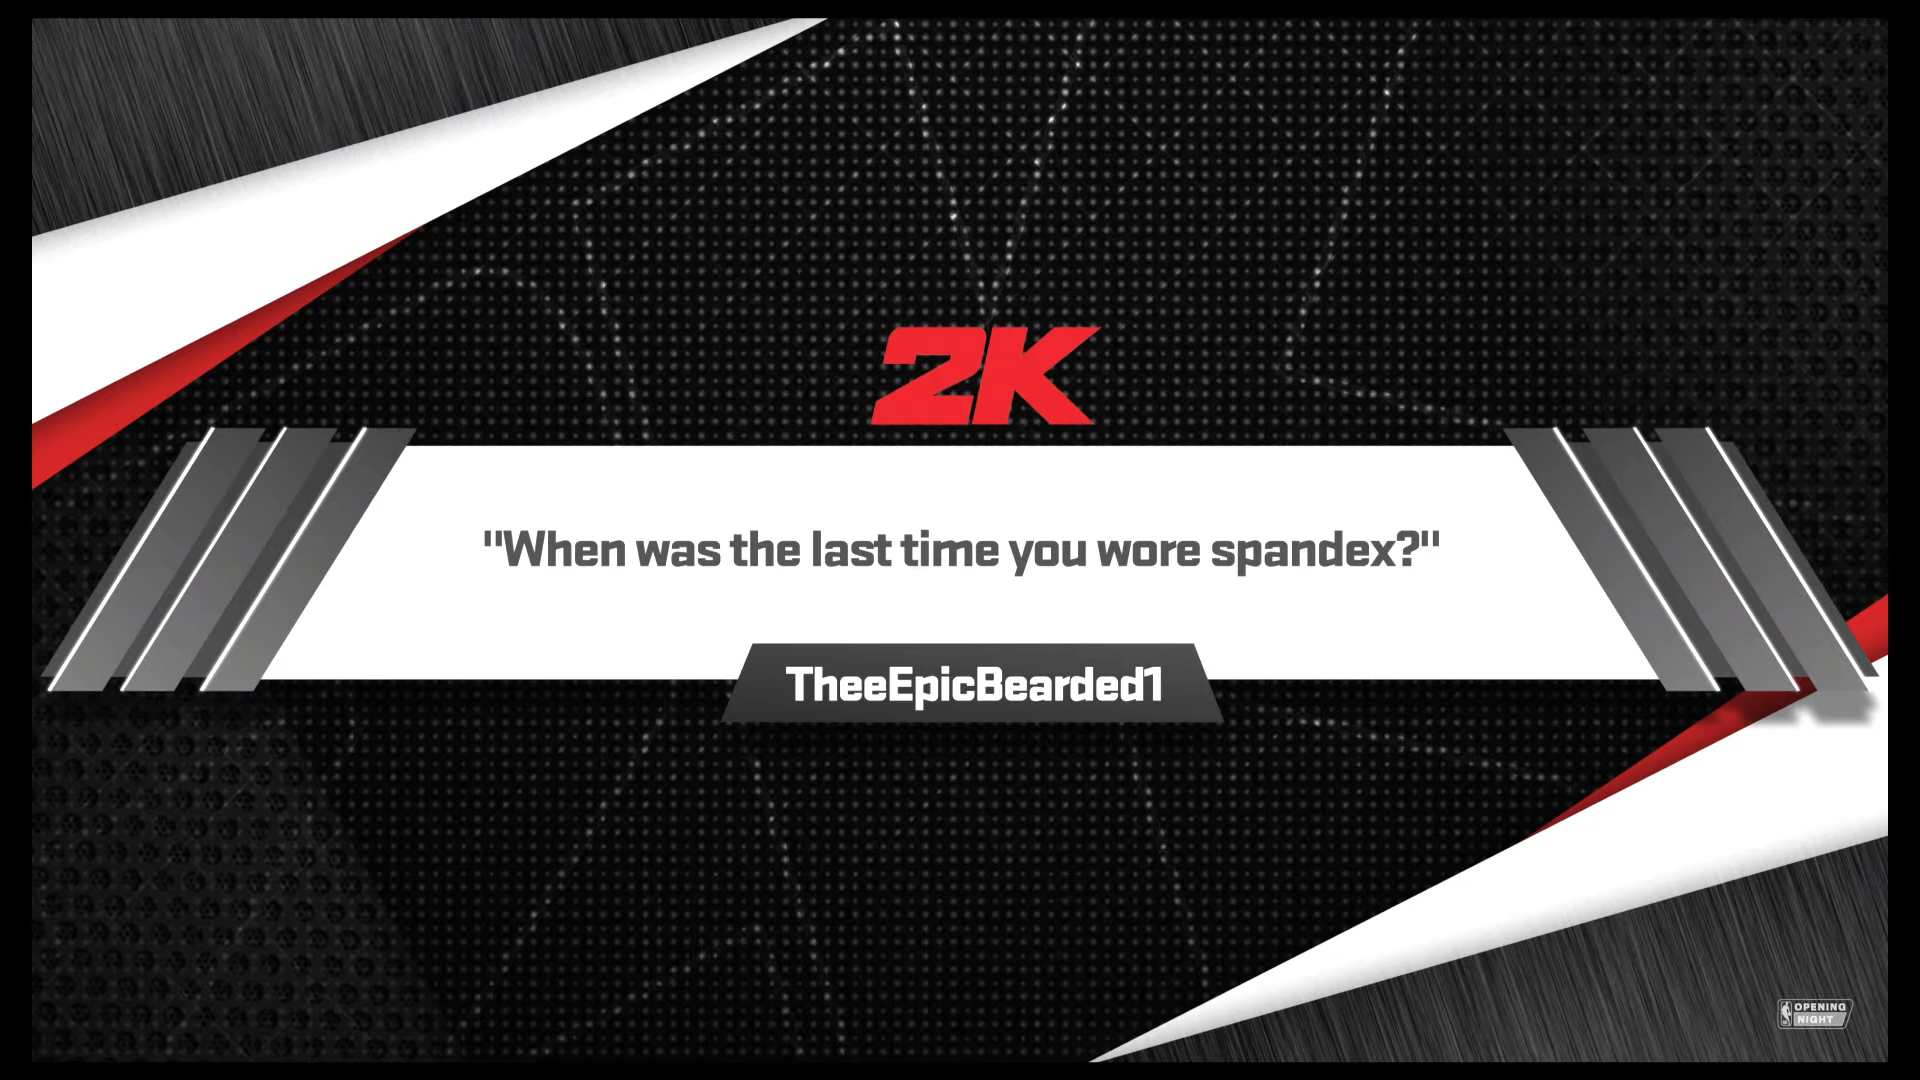 2K
"When was the last time you wore spandex?"
TheeEpicBearded1
OPENING
NIGHT